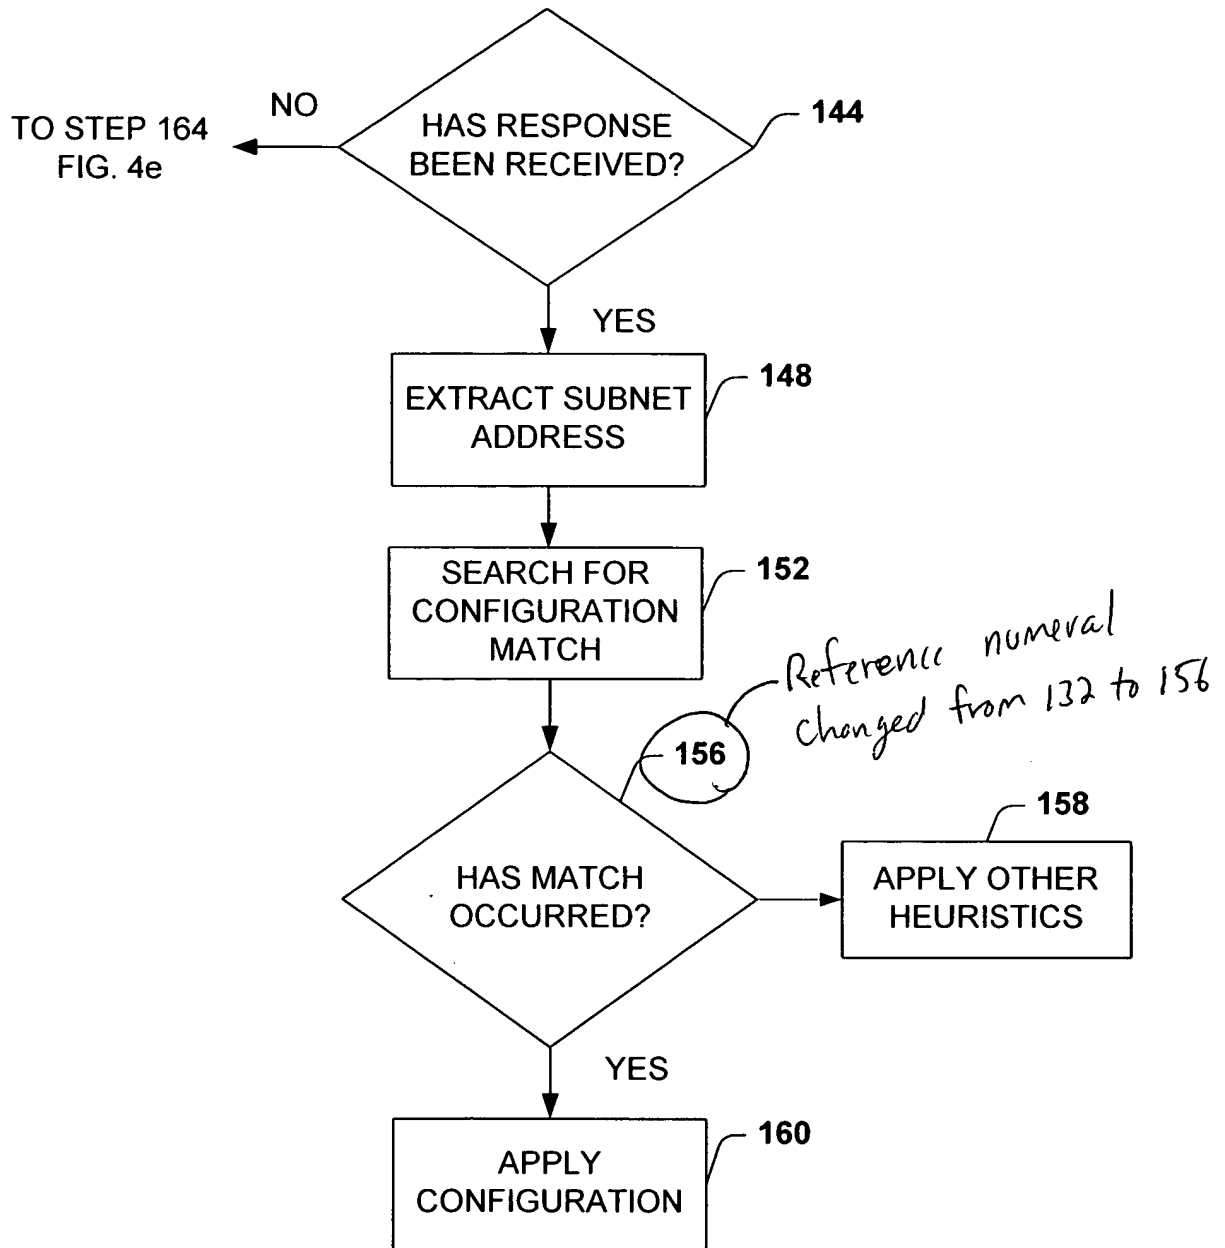 HAS RESPONSE
BEEN RECEIVED?
144
NO
TO STEP 164
FIG. 4e
YES
EXTRACT SUBNET
ADDRESS
148
SEARCH FOR
CONFIGURATION
MATCH
152
Reference numeral
changed from 132 to 156
156
HAS MATCH
OCCURRED?
158
APPLY OTHER
HEURISTICS
YES
APPLY
CONFIGURATION
160